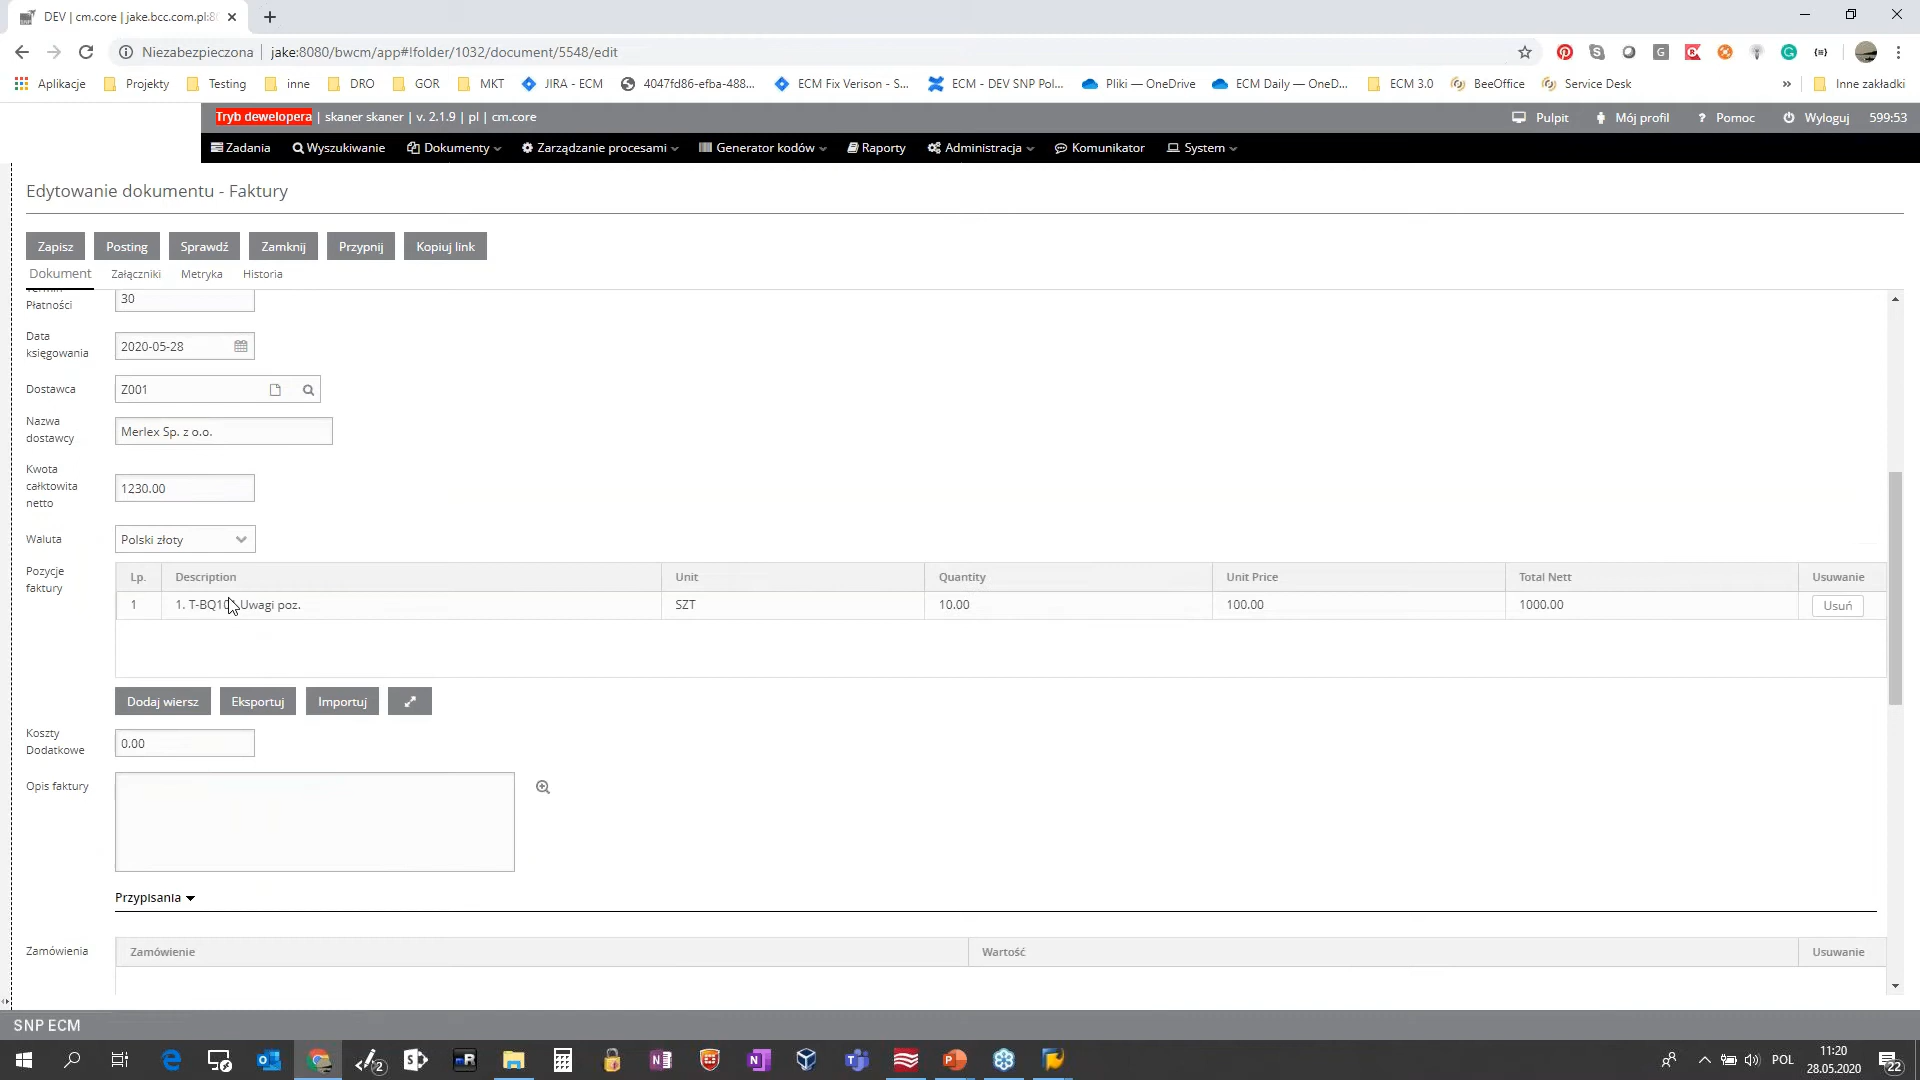 DEV | cm.core | jake.bcc.com.pl:80
Niezabezpieczona | jake:8080/bwcm/app#!folder/1032/document/5548/edit
Aplikacje Projekty Testing inne DRO GOR MKT JIRA - ECM 4047fd86-efba-488... ECM Fix Verison - S... ECM - DEV SNP Pol... Pliki — OneDrive ECM Daily — OneD... ECM 3.0 BeeOffice Service Desk » Inne zakładki
Tryb dewelopera | skaner skaner | v. 2.1.9 | pl | cm.core Pulpit Mój profil ? Pomoc Wyloguj 599:53
Zadania Wyszukiwanie Dokumenty Zarządzanie procesami Generator kodów Raporty Administracja Komunikator System
Edytowanie dokumentu - Faktury
Zapisz Posting Sprawdź Zamknij Przypnij Kopiuj link
Dokument Załączniki Metryka Historia
Termin
Płatności
30
Data
księgowania
2020-05-28
Dostawca
Z001
Nazwa
dostawcy
Merlex Sp. z o.o.
Kwota
całktowita
netto
1230.00
Waluta
Polski złoty
Pozycje
faktury
Lp. Description Unit Quantity Unit Price Total Nett Usuwanie
1 1. T-BQ10 Uwagi poz. SZT 10.00 100.00 1000.00 Usuń
Dodaj wiersz Eksportuj Importuj
Koszty
Dodatkowe
0.00
Opis faktury
Przypisania
Zamówienia
Zamówienie Wartość Usuwanie
SNP ECM
POL
11:20
28.05.2020
22
2